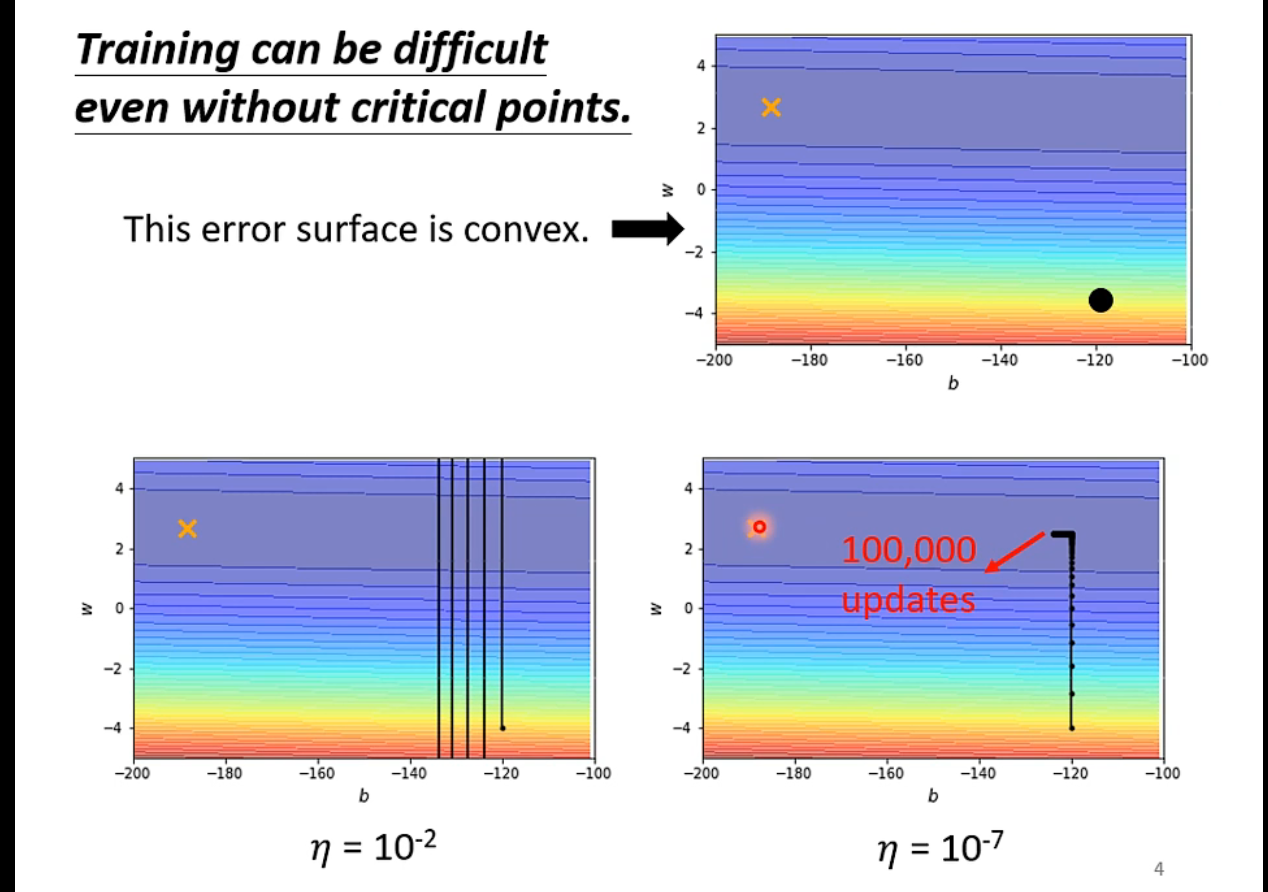 Training can be difficult
even without critical points.
This error surface is convex.
4
2
0
−2
−4
w
−200 −180 −160 −140 −120 −100
b
4
2
0
−2
−4
w
−200 −180 −160 −140 −120 −100
b
η = 10-2
4
2
0
−2
−4
w
100,000
updates
−200 −180 −160 −140 −120 −100
b
η = 10-7
4